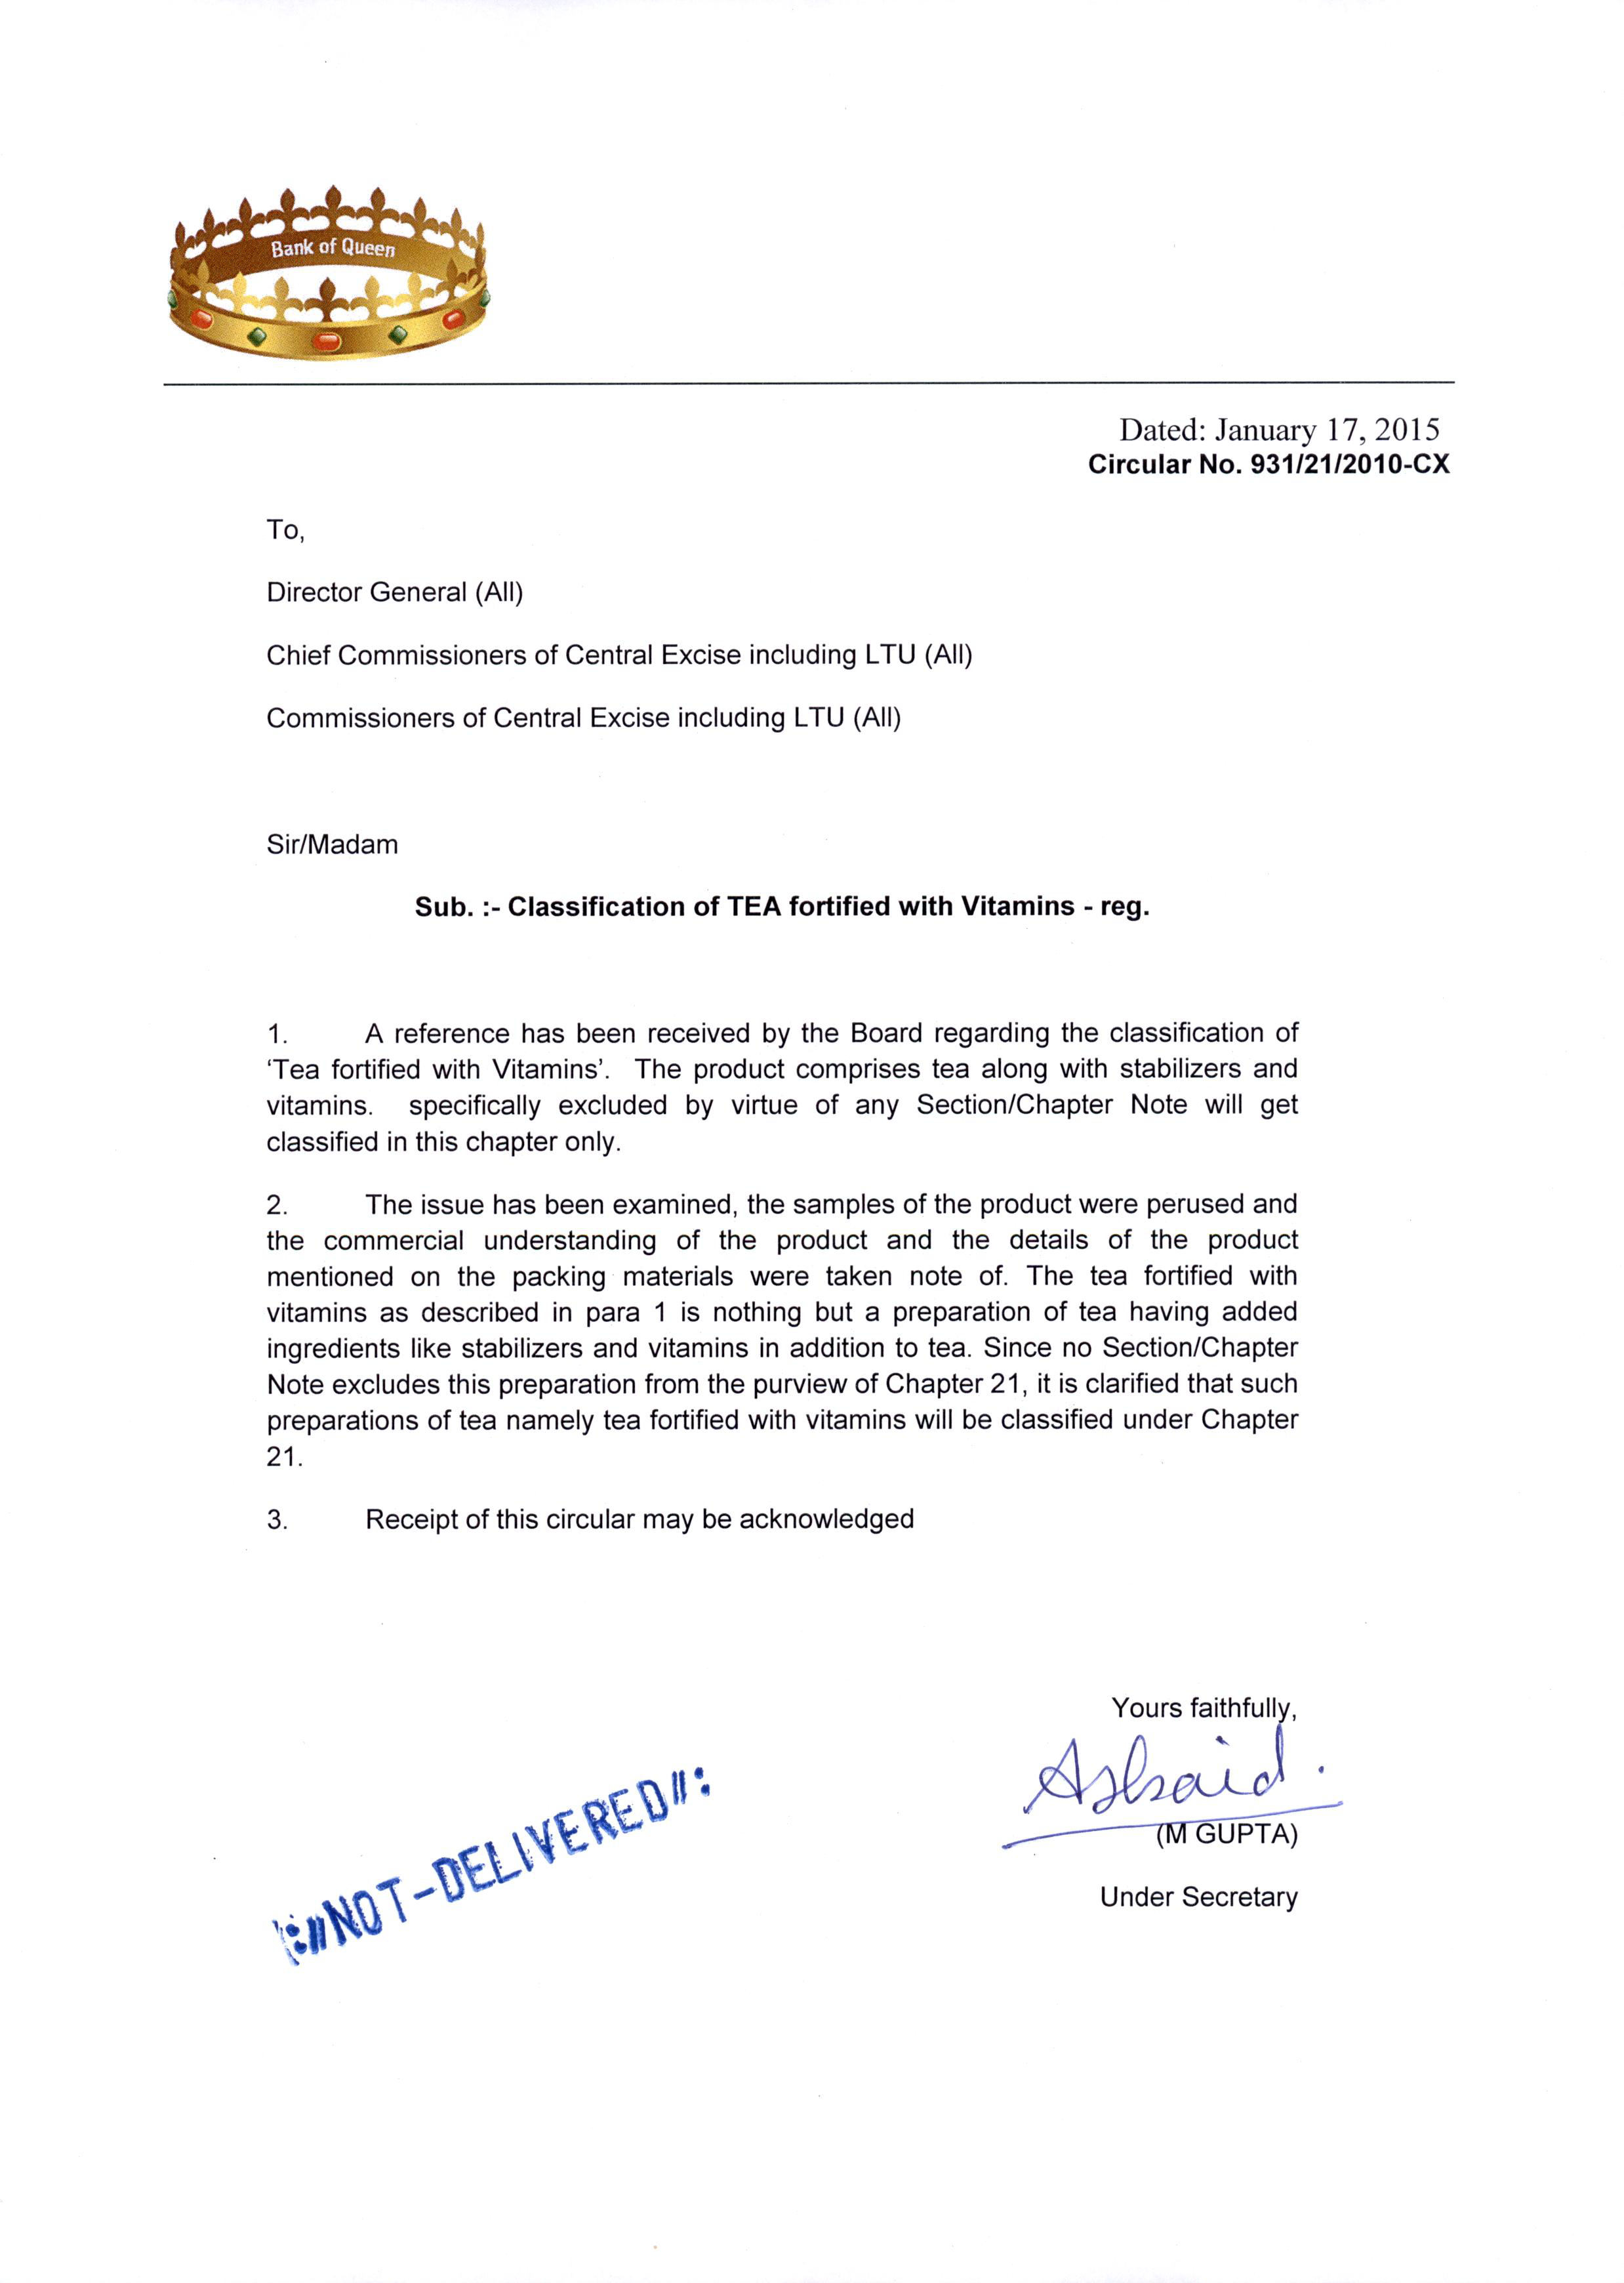 Bank of Queen
Dated: January 17, 2015
Circular No. 931/21/2010-CX
To,
Director General (All)
Chief Commissioners of Central Excise including LTU (All)
Commissioners of Central Excise including LTU (All)
Sir/Madam
Sub. :- Classification of TEA fortified with Vitamins - reg.
1. A reference has been received by the Board regarding the classification of
‘Tea fortified with Vitamins’. The product comprises tea along with stabilizers and
vitamins. specifically excluded by virtue of any Section/Chapter Note will get
classified in this chapter only.
2. The issue has been examined, the samples of the product were perused and
the commercial understanding of the product and the details of the product
mentioned on the packing materials were taken note of. The tea fortified with
vitamins as described in para 1 is nothing but a preparation of tea having added
ingredients like stabilizers and vitamins in addition to tea. Since no Section/Chapter
Note excludes this preparation from the purview of Chapter 21, it is clarified that such
preparations of tea namely tea fortified with vitamins will be classified under Chapter
21.
3. Receipt of this circular may be acknowledged
Yours faithfully,
(M GUPTA)
Under Secretary
NOT-DELIVERED